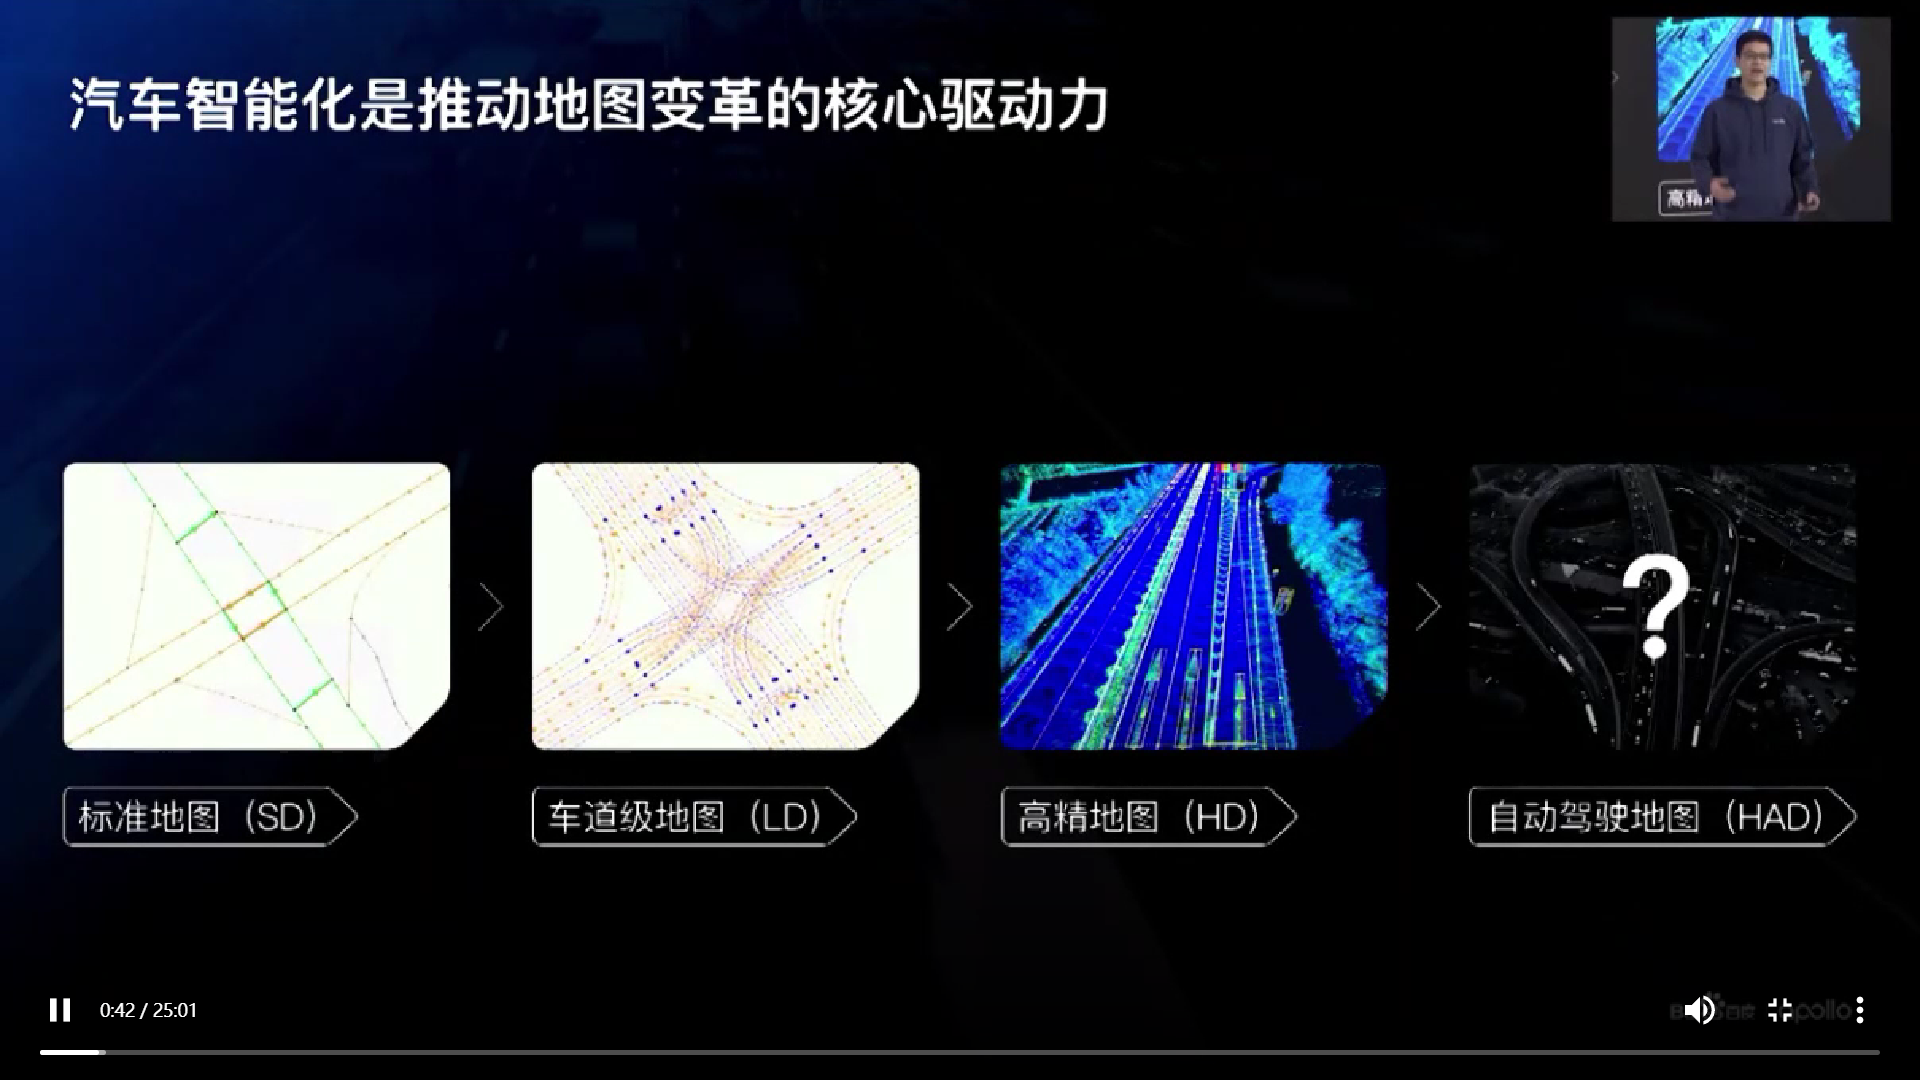 汽车智能化是推动地图变革的核心驱动力
高精
?
标准地图（SD）
车道级地图（LD）
高精地图（HD）
自动驾驶地图（HAD）
0:42 / 25:01